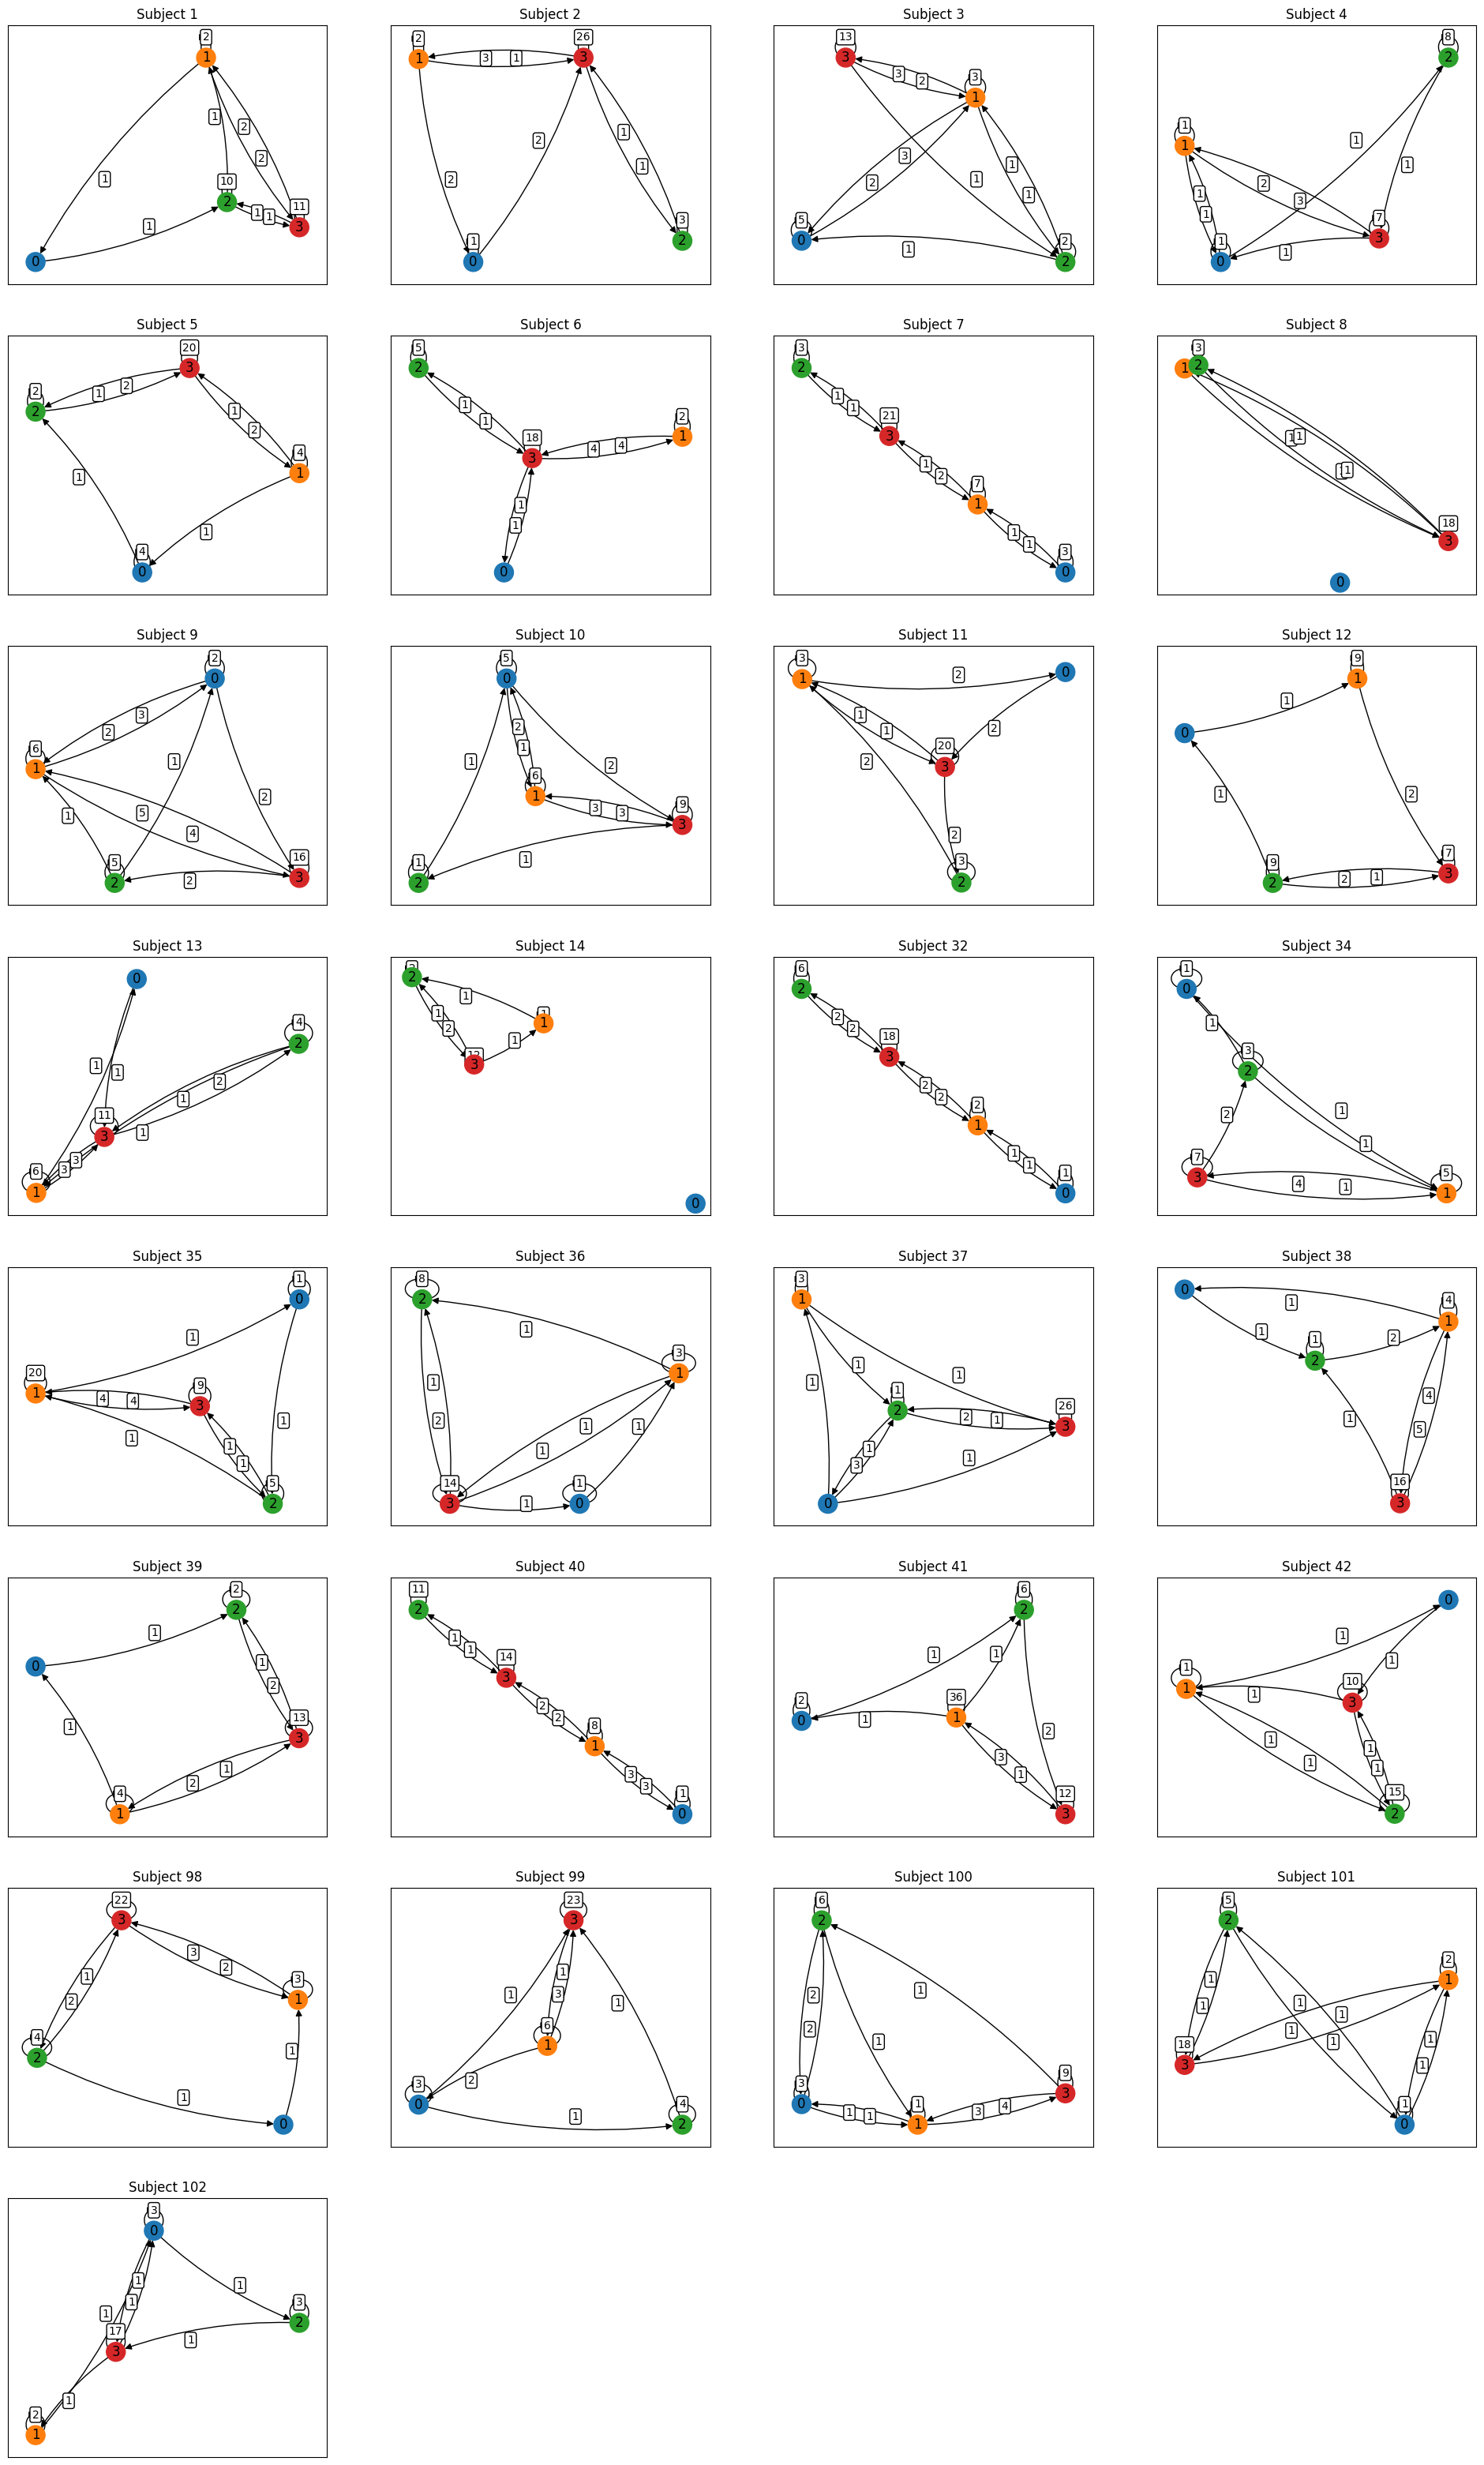 Subject 1 Subject 2 Subject 3 Subject 4
2 1 1 2 1 2 10 2 1 1 11 3 1 0
2 1 3 1 26 3 2 2 1 1 3 2 1 0
13 3 3 2 3 1 3 2 1 1 1 5 0 2 2 1
8 2 1 1 1 2 3 1 1 1 7 3 1 0 1
Subject 5 Subject 6 Subject 7 Subject 8
20 3 2 2 1 2 1 2 4 1 1 4 0 1
5 2 1 1 18 3 4 4 2 1 1 1 0
3 2 1 1 21 3 1 2 7 1 1 1 3 0
1 3 2 1 1 18 3 0
Subject 9 Subject 10 Subject 11 Subject 12
2 0 3 2 6 1 1 2 5 4 1 5 2 2 16 3
5 0 2 1 2 1 6 1 3 3 9 3 1 2 1
3 1 2 0 1 1 2 2 20 3 2 3 2
9 1 1 0 2 1 9 2 2 1 7 3
Subject 13 Subject 14 Subject 32 Subject 34
0 4 2 1 1 2 1 1 11 3 3 3 6 1
2 1 1 2 1 1 3 0
6 2 2 2 18 3 2 2 2 1 1 1 1 0
1 0 1 3 2 2 1 1 7 3 4 1 5 1
Subject 35 Subject 36 Subject 37 Subject 38
1 0 1 20 1 4 4 9 3 1 1 1 1 5 2
8 2 1 3 1 1 2 1 1 1 14 3 1 1 0
3 1 1 1 1 1 2 2 1 26 3 1 3 1 0
0 1 1 1 2 2 4 1 4 5 1 16 3
Subject 39 Subject 40 Subject 41 Subject 42
2 2 1 0 1 2 13 3 1 2 1 4 1
11 2 1 1 14 3 2 2 8 1 3 3 1 0
6 2 1 1 2 0 1 36 1 3 1 2 12 3
0 1 1 1 1 1 10 3 1 1 1 1 15 2
Subject 98 Subject 99 Subject 100 Subject 101
22 3 3 2 1 2 3 1 4 2 1 1 0
23 3 1 1 3 1 6 1 2 3 0 1 4 2
6 2 2 2 1 1 3 0 1 1 1 1 3 4 9 3
5 2 1 1 2 1 1 1 1 1 18 3 1 1 1 0
Subject 102
3 0 1 1 1 1 3 2 17 3 1 1 2 1